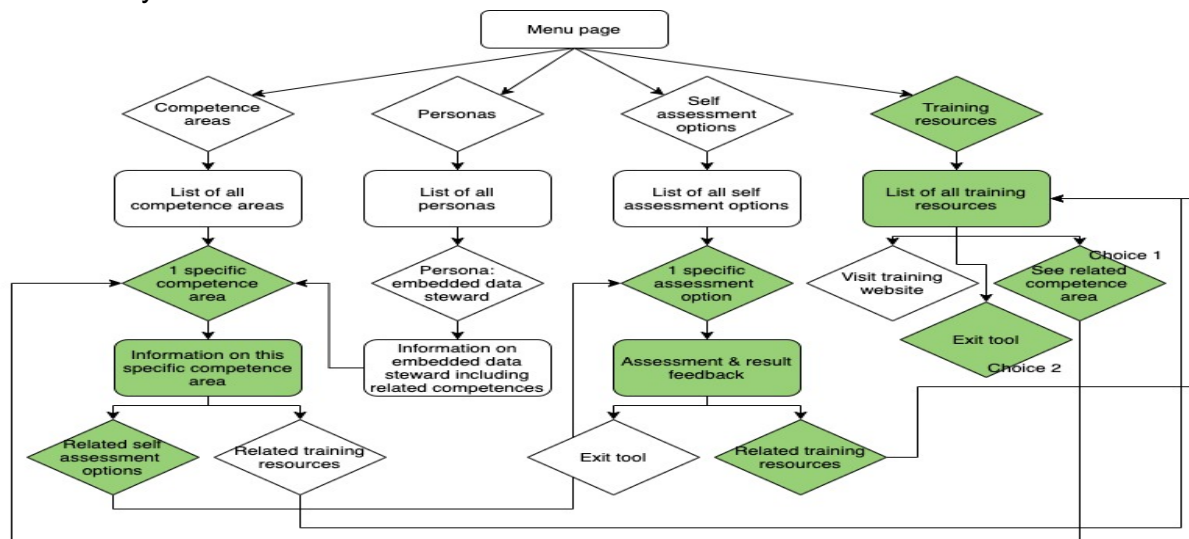 Menu page
Competence
areas
Personas
Self
assessment
options
Training
resources
List of all
competence areas
List of all
personas
List of all self
assessment options
List of all training
resources
1 specific
competence
area
Persona:
embedded data
steward
1 specific
assessment
option
Visit training
website
Choice 1
See related
competence
area
Exit tool
Choice 2
Information on this
specific competence
area
Information on
embedded data
steward including
related competences
Assessment & result
feedback
Related self
assessment
options
Related training
resources
Exit tool
Related training
resources